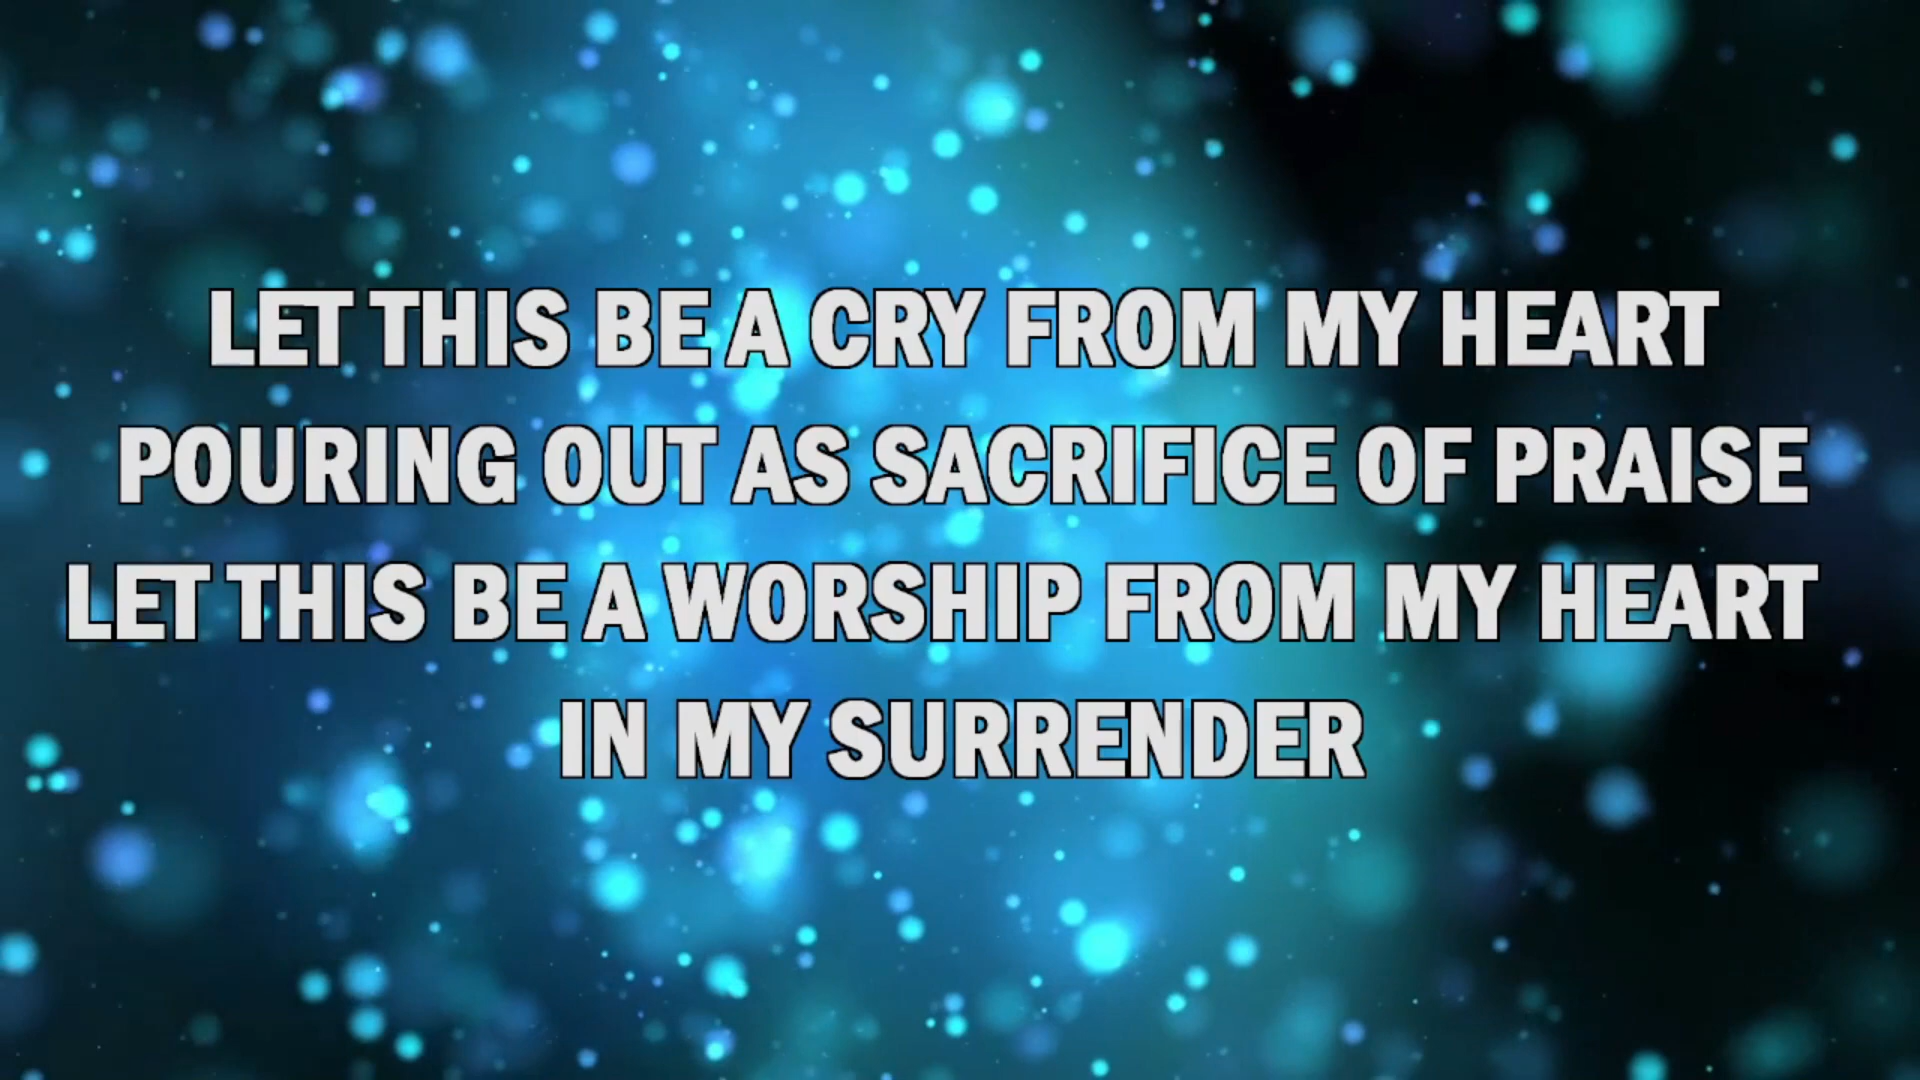 LET THIS BE A CRY FROM MY HEART
POURING OUT AS SACRIFICE OF PRAISE
LET THIS BE A WORSHIP FROM MY HEART
IN MY SURRENDER